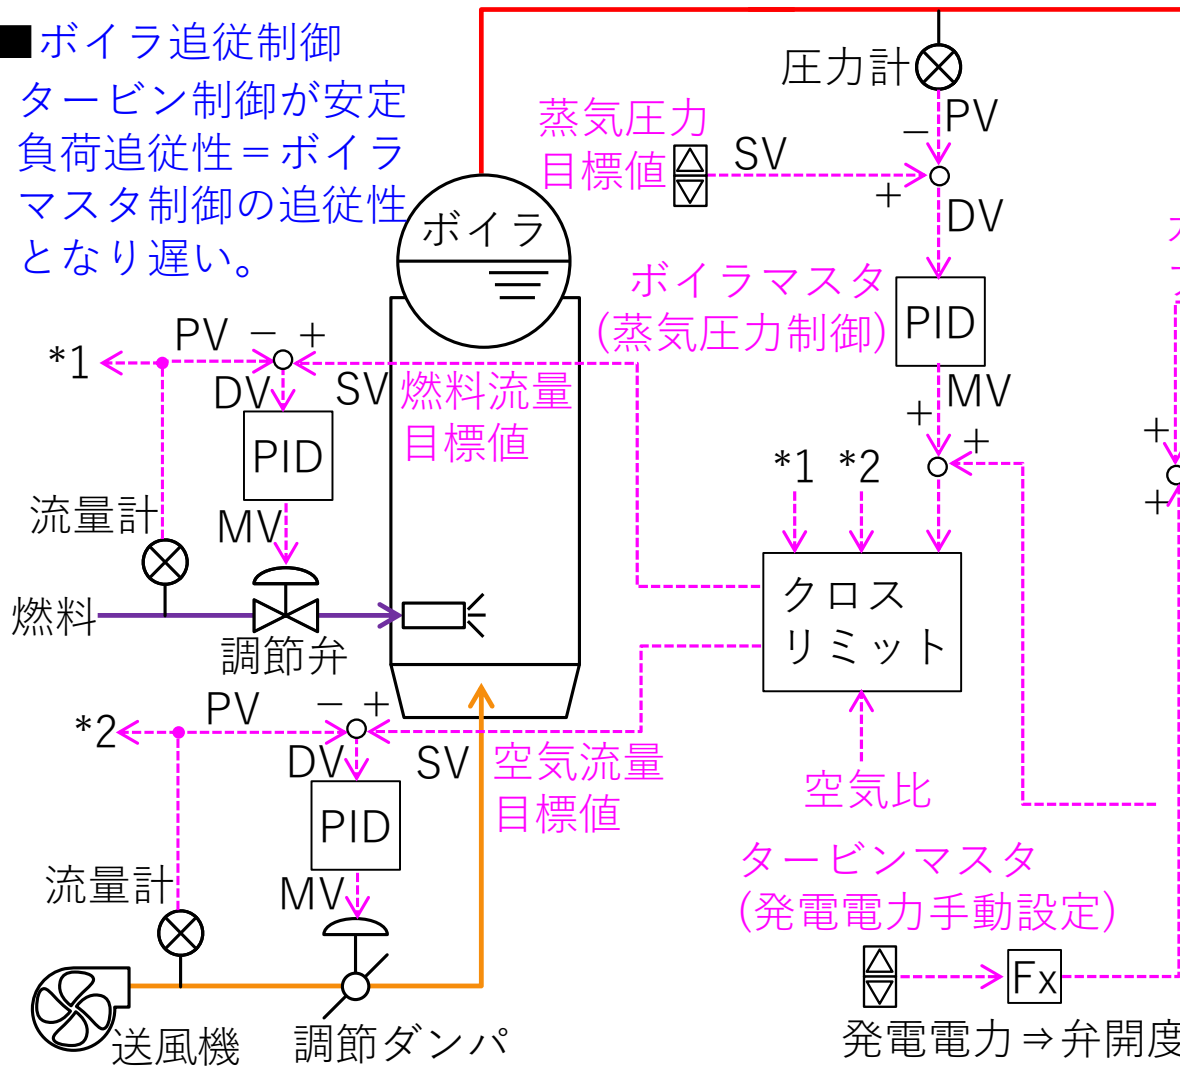 ■ボイラ追従制御
タービン制御が安定
負荷追従性＝ボイラ
マスタ制御の追従性
となり遅い。
圧力計
PV
−
蒸気圧力
目標値
SV
+
DV
ボイラ
ボイラマスタ
(蒸気圧力制御)
PID
MV
+
+
*1
PV
−
+
DV
SV
燃料流量
目標値
PID
MV
流量計
燃料
調節弁
*1
*2
クロス
リミット
空気比
+
+
*2
PV
−
+
DV
SV
空気流量
目標値
PID
MV
流量計
送風機
調節ダンパ
タービンマスタ
(発電電力手動設定)
Fx
発電電力⇒弁開度